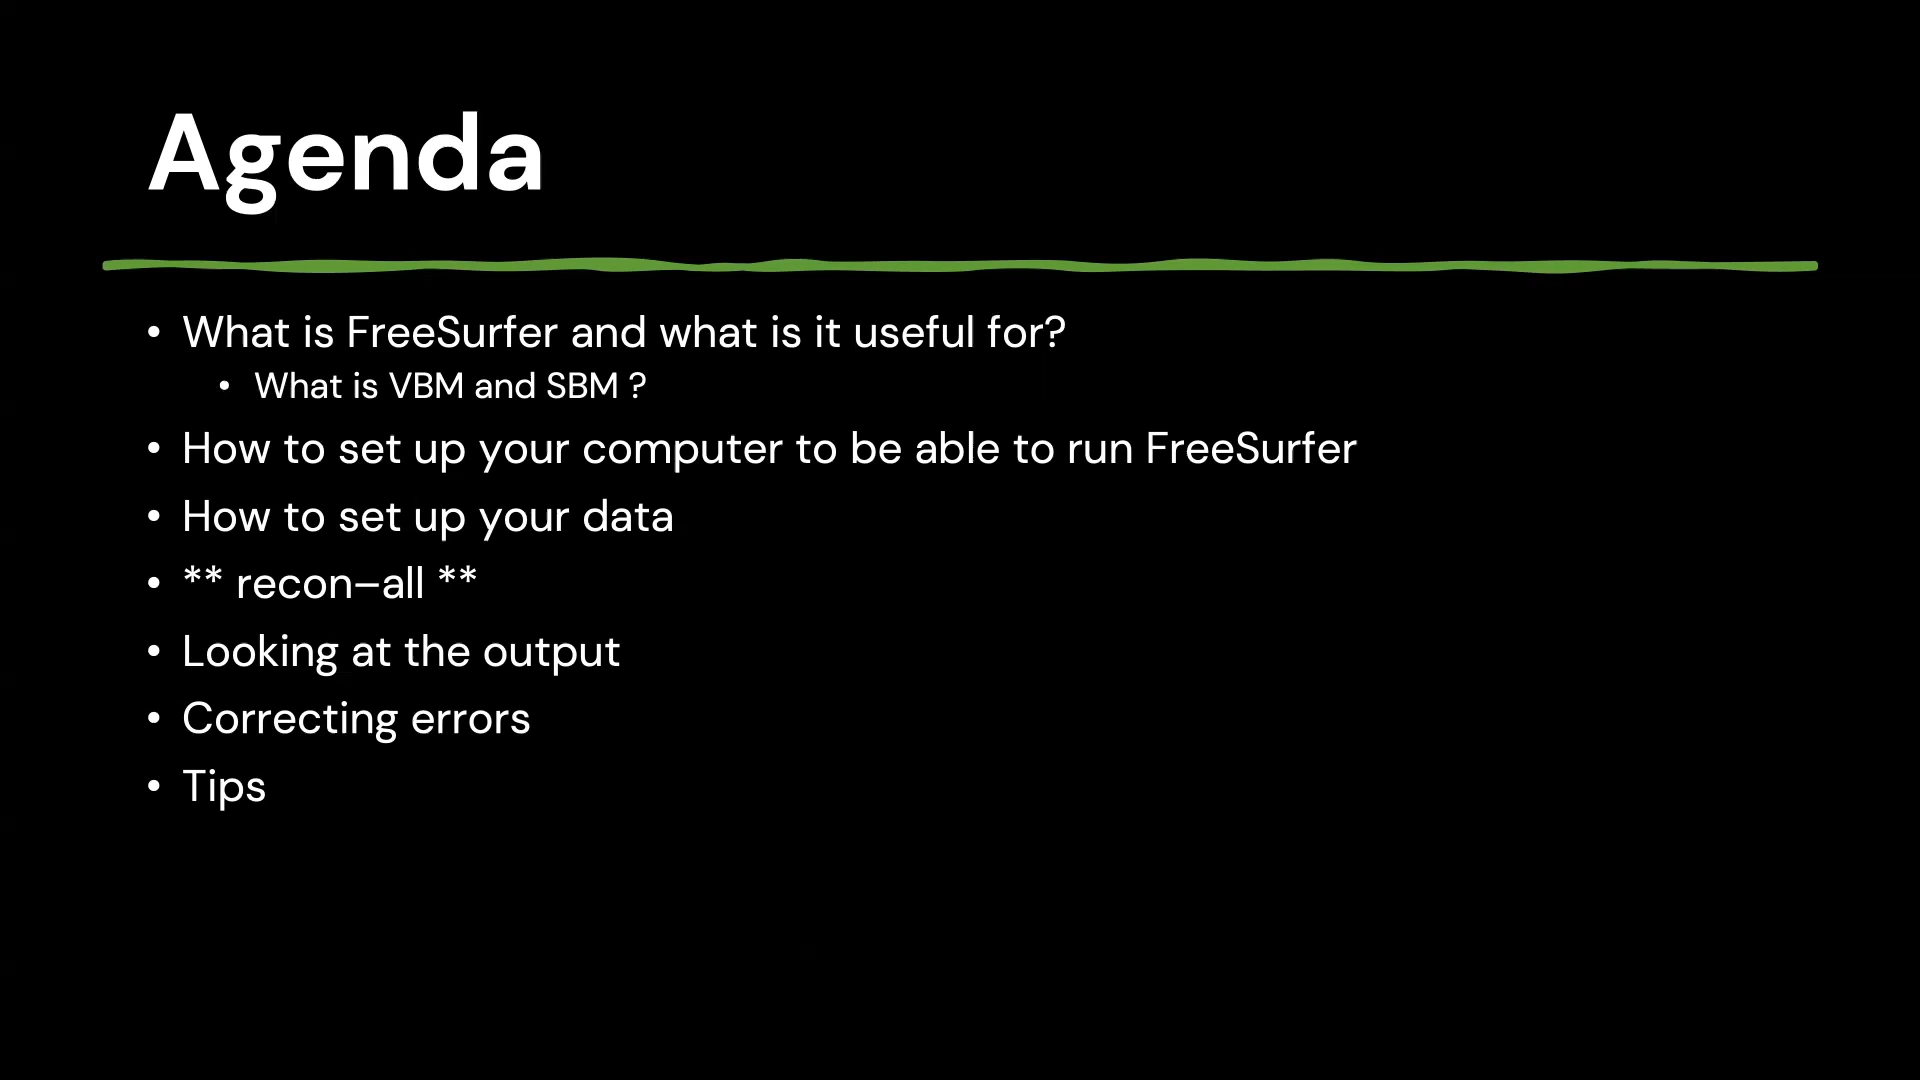 Agenda
• What is FreeSurfer and what is it useful for?
• What is VBM and SBM ?
• How to set up your computer to be able to run FreeSurfer
• How to set up your data
• ** recon–all **
• Looking at the output
• Correcting errors
• Tips